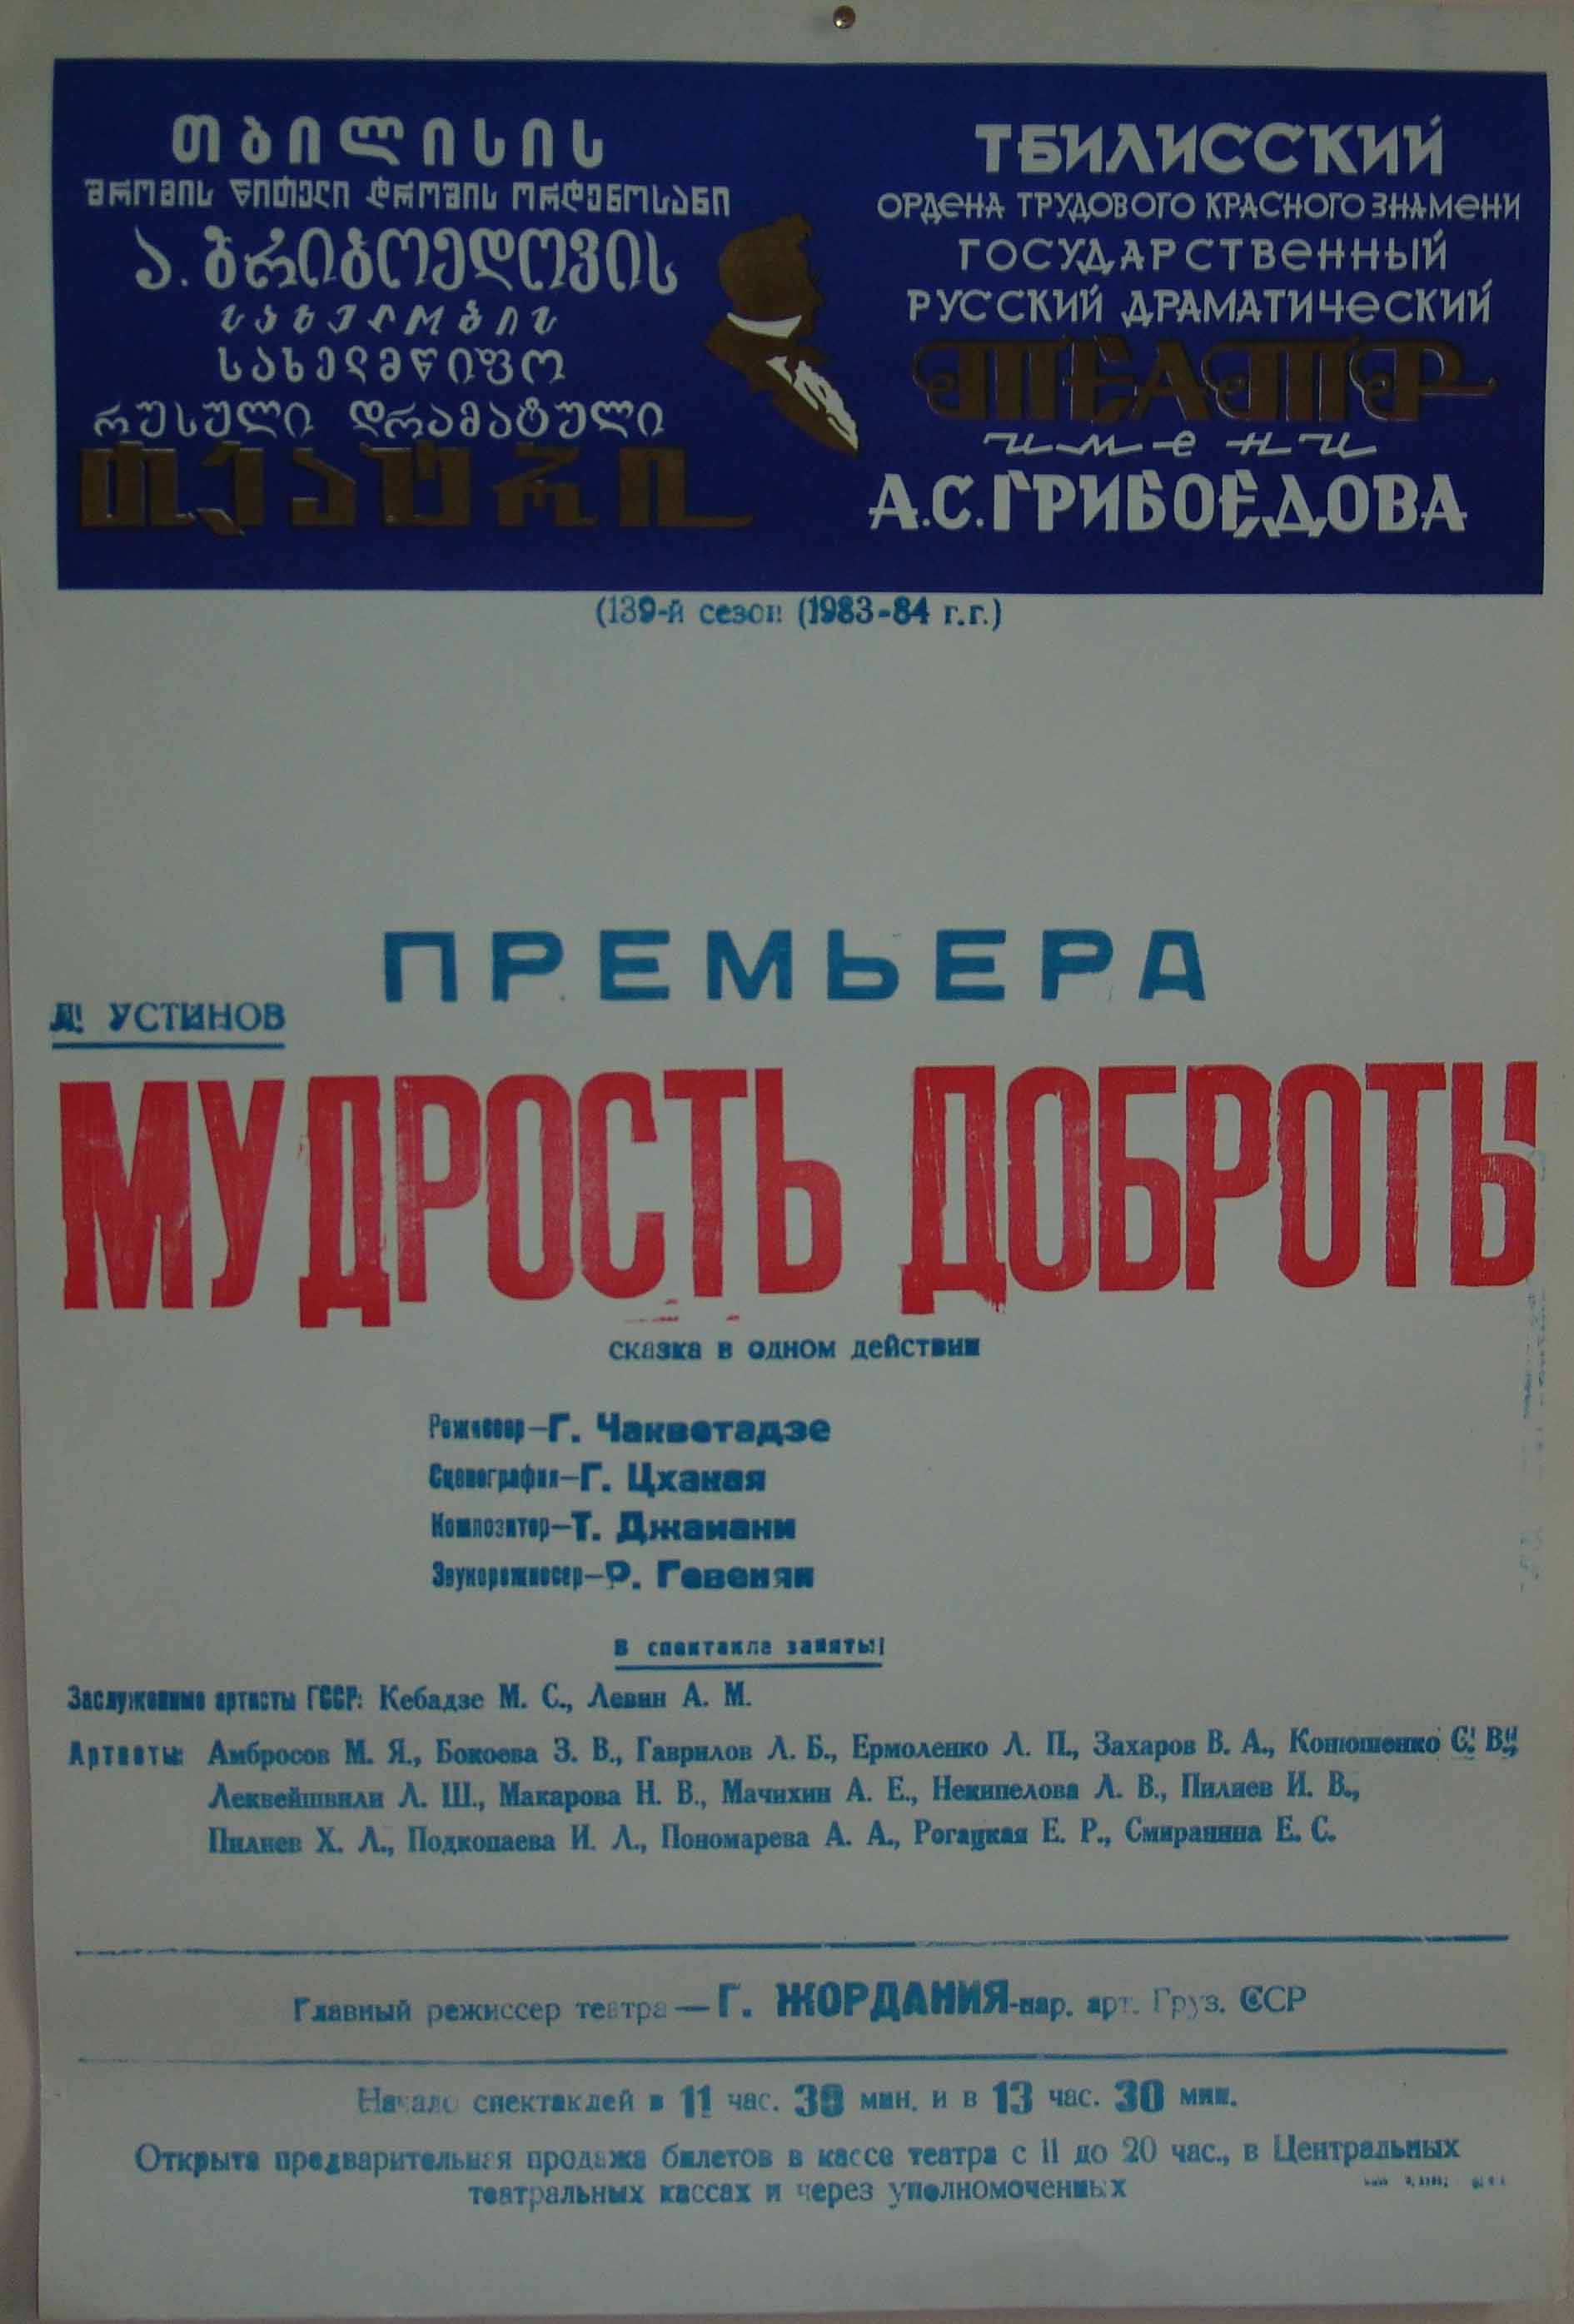 თბილისის
შრომის წითელი დროშის ორდენოსანი
ა. გრიბოედოვის
სახელობის
სახელმწიფო
რუსული დრამატული
თეატრი
ТБИЛИССКИЙ
ОРДЕНА ТРУДОВОГО КРАСНОГО ЗНАМЕНИ
ГОСУДАРСТВЕННЫЙ
РУССКИЙ ДРАМАТИЧЕСКИЙ
ТЕАТР
имени
А.С.ГРИБОЕДОВА
(139-й сезон (1983-84 г.г.)
ПРЕМЬЕРА
Л! УСТИНОВ
МУДРОСТЬ ДОБРОТЫ
сказка в одном действии
Режиссер—Г. Чакветадзе
Сценография—Г. Цхакая
Композитор—Т. Джамани
Звукорежиссер—Р. Гевенян
В спектакле заняты:
Заслуженные артисты ГССР: Кебадзе М. С., Левин А. М.
Артисты: Амбросов М. Я., Бокоева З. В., Гаврилов Л. Б., Ермоленко Л. П., Захаров В. А., Конюшенко С! В.,
Леквейшвили Л. Ш., Макарова Н. В., Мачихин А. Е., Некипелова Л. В., Пилиев И. В.,
Пилиев Х. Л., Подкопаева И. Л., Пономарева А. А., Рогацкая Е. Р., Смиранина Е. С.
Главный режиссер театра—Г. ЖОРДАНИЯ-нар. арт. Груз. ССР
Начало спектаклей в 11 час. 30 мин. и в 13 час. 30 мин.
Открыта предварительная продажа билетов в кассе театра с 11 до 20 час., в Центральных
театральных кассах и через уполномоченных